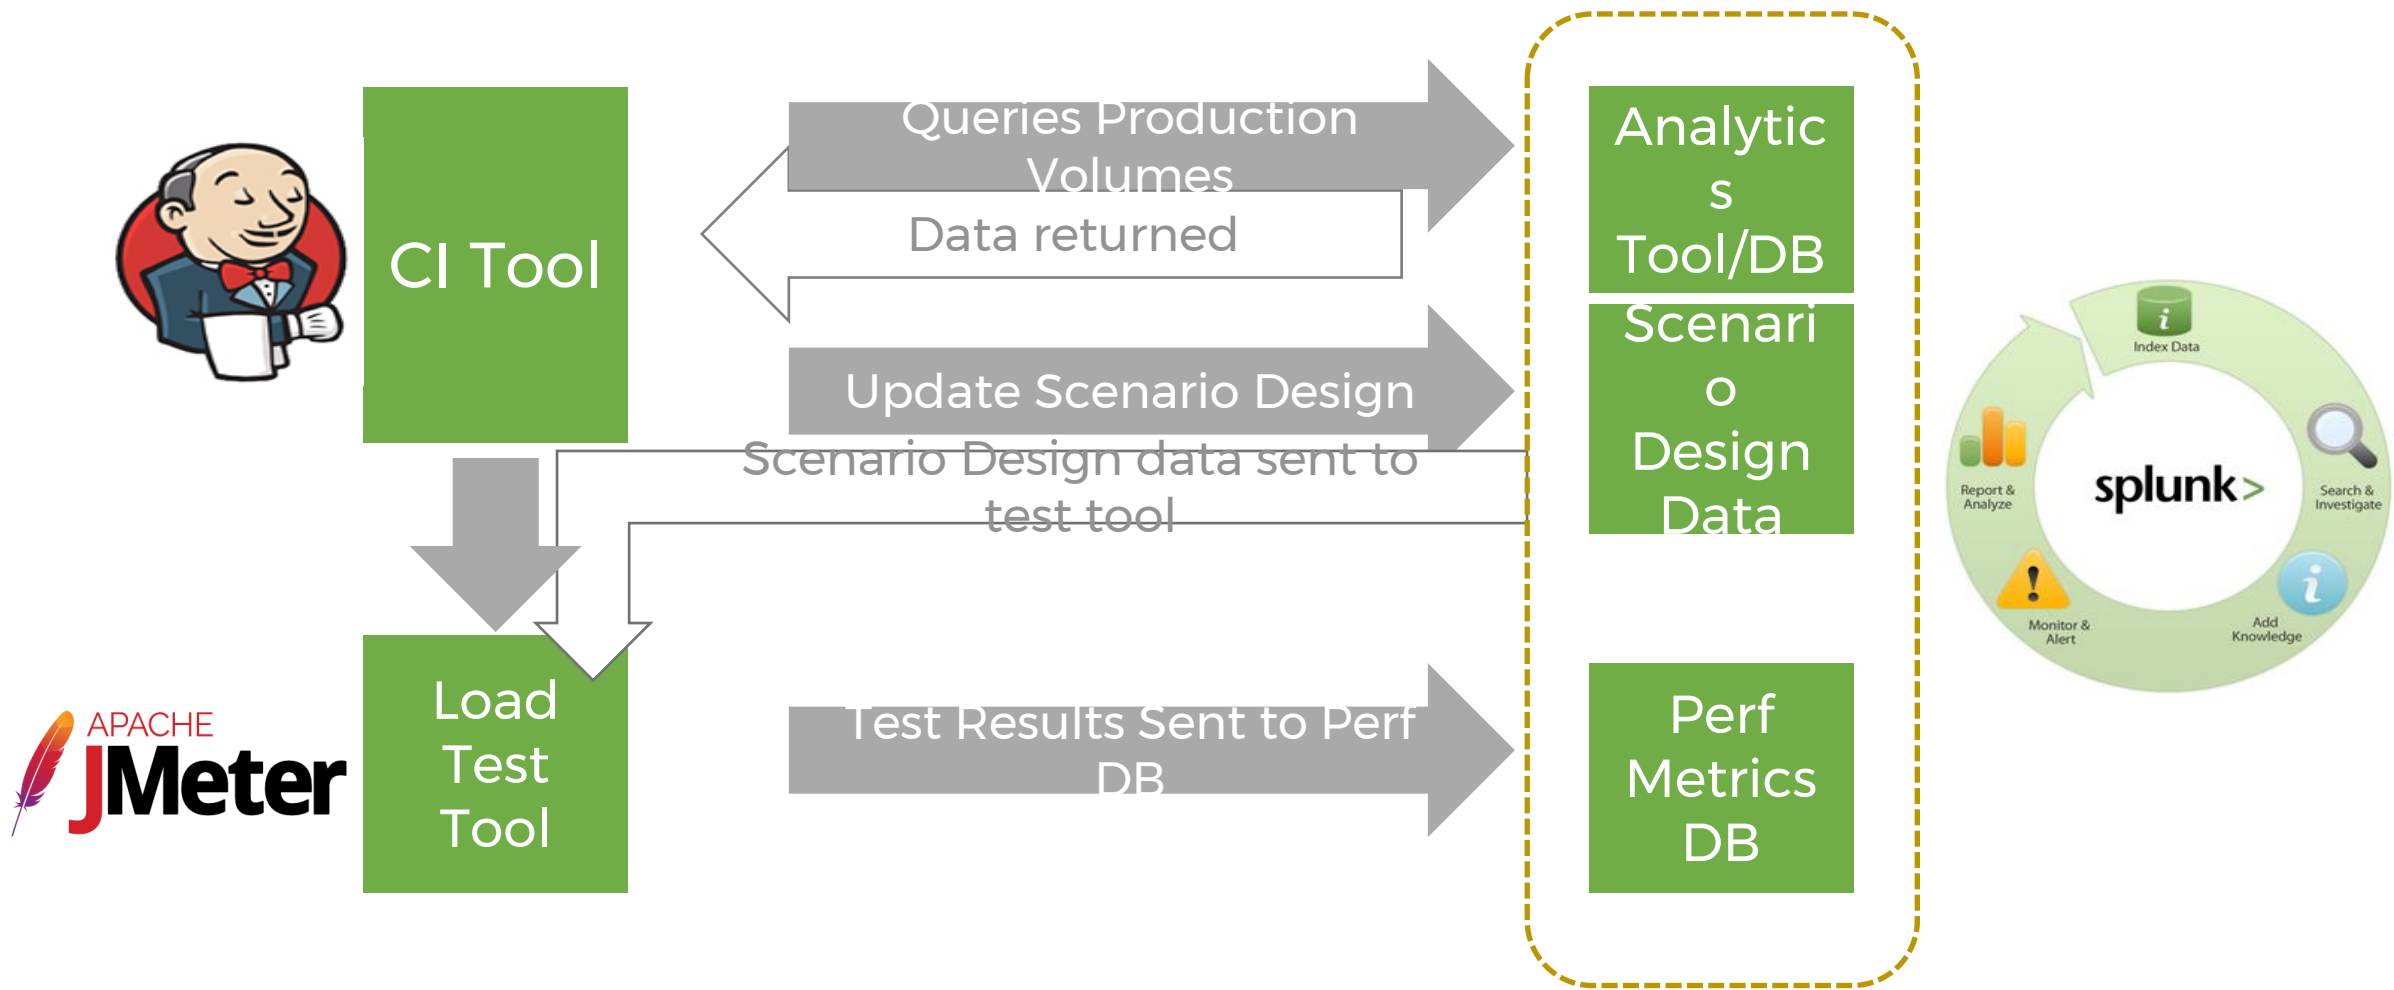 CI Tool
Queries Production
Volumes
Data returned
Update Scenario Design
Scenario Design data sent to
test tool
Load
Test
Tool
APACHE
JMeter
Test Results Sent to Perf
DB
Analytic
s
Tool/DB
Scenari
o
Design
Data
Perf
Metrics
DB
Index Data
Search &
Investigate
Add
Knowledge
Monitor &
Alert
Report &
Analyze
splunk>